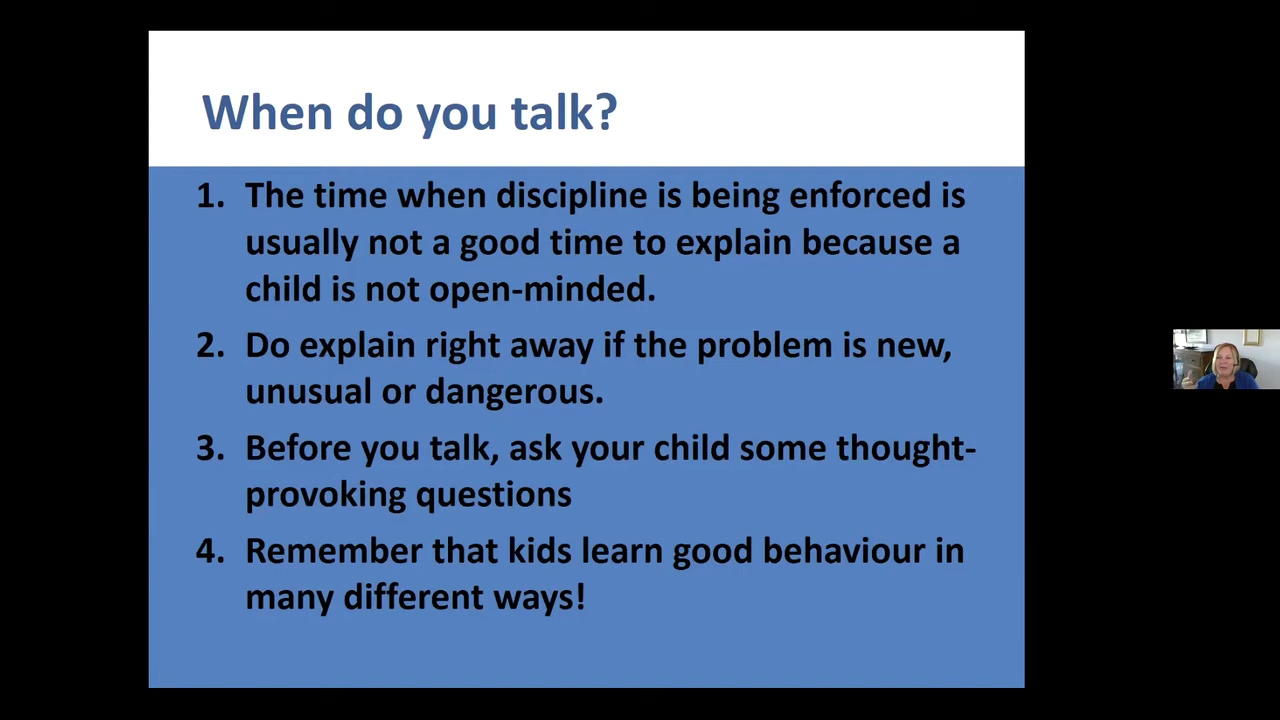 When do you talk?
1. The time when discipline is being enforced is
usually not a good time to explain because a
child is not open-minded.
2. Do explain right away if the problem is new,
unusual or dangerous.
3. Before you talk, ask your child some thought-
provoking questions
4. Remember that kids learn good behaviour in
many different ways!